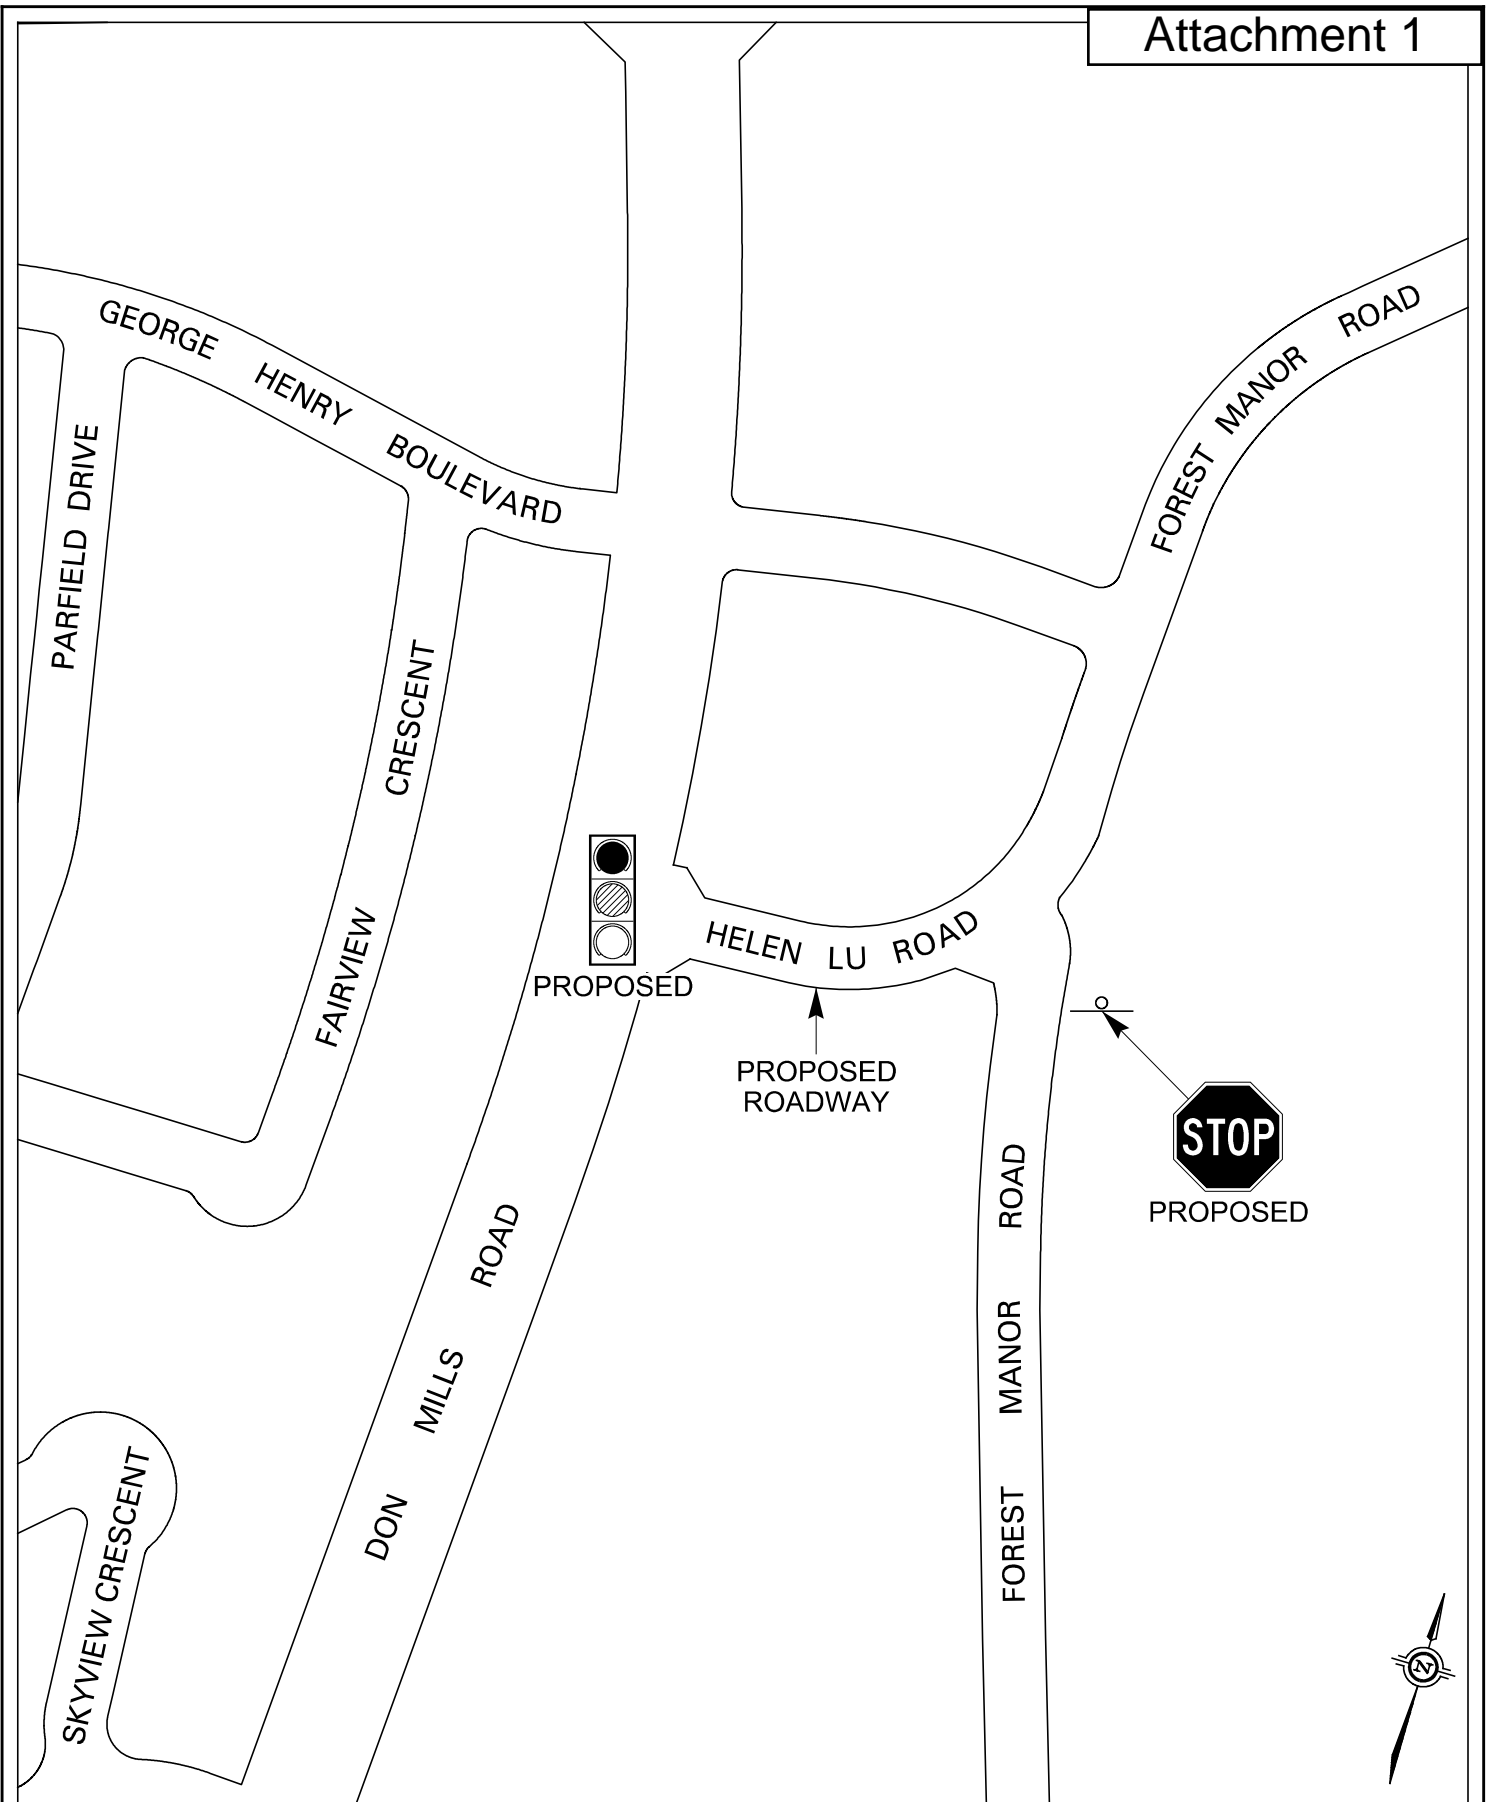 Attachment 1
GEORGE HENRY BOULEVARD
FOREST MANOR ROAD
PARFIELD DRIVE
FAIRVIEW CRESCENT
HELEN LU ROAD
PROPOSED
PROPOSED
ROADWAY
STOP
PROPOSED
DON MILLS ROAD
FOREST MANOR ROAD
SKYVIEW CRESCENT
N